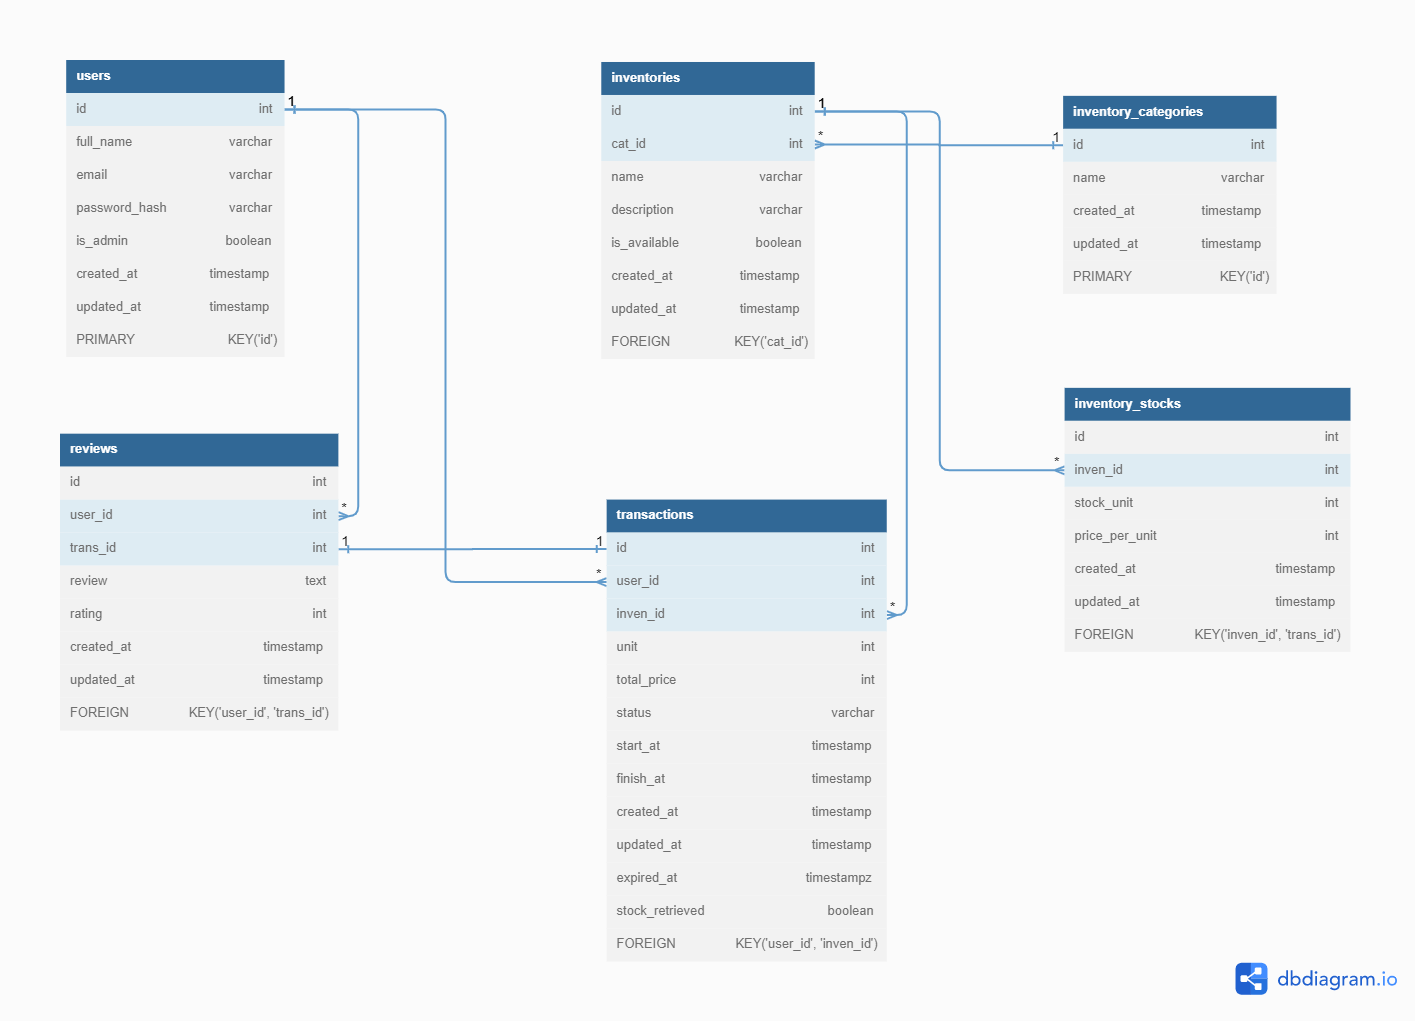 users
id int
full_name varchar
email varchar
password_hash varchar
is_admin boolean
created_at timestamp
updated_at timestamp
PRIMARY KEY('id')
1
inventories
id int
cat_id int
name varchar
description varchar
is_available boolean
created_at timestamp
updated_at timestamp
FOREIGN KEY('cat_id')
1
*
1
inventory_categories
id int
name varchar
created_at timestamp
updated_at timestamp
PRIMARY KEY('id')
reviews
id int
user_id int
trans_id int
review text
rating int
created_at timestamp
updated_at timestamp
FOREIGN KEY('user_id', 'trans_id')
*
1
1
*
transactions
id int
user_id int
inven_id int
unit int
total_price int
status varchar
start_at timestamp
finish_at timestamp
created_at timestamp
updated_at timestamp
expired_at timestampz
stock_retrieved boolean
FOREIGN KEY('user_id', 'inven_id')
*
*
inventory_stocks
id int
inven_id int
stock_unit int
price_per_unit int
created_at timestamp
updated_at timestamp
FOREIGN KEY('inven_id', 'trans_id')
dbdiagram.io